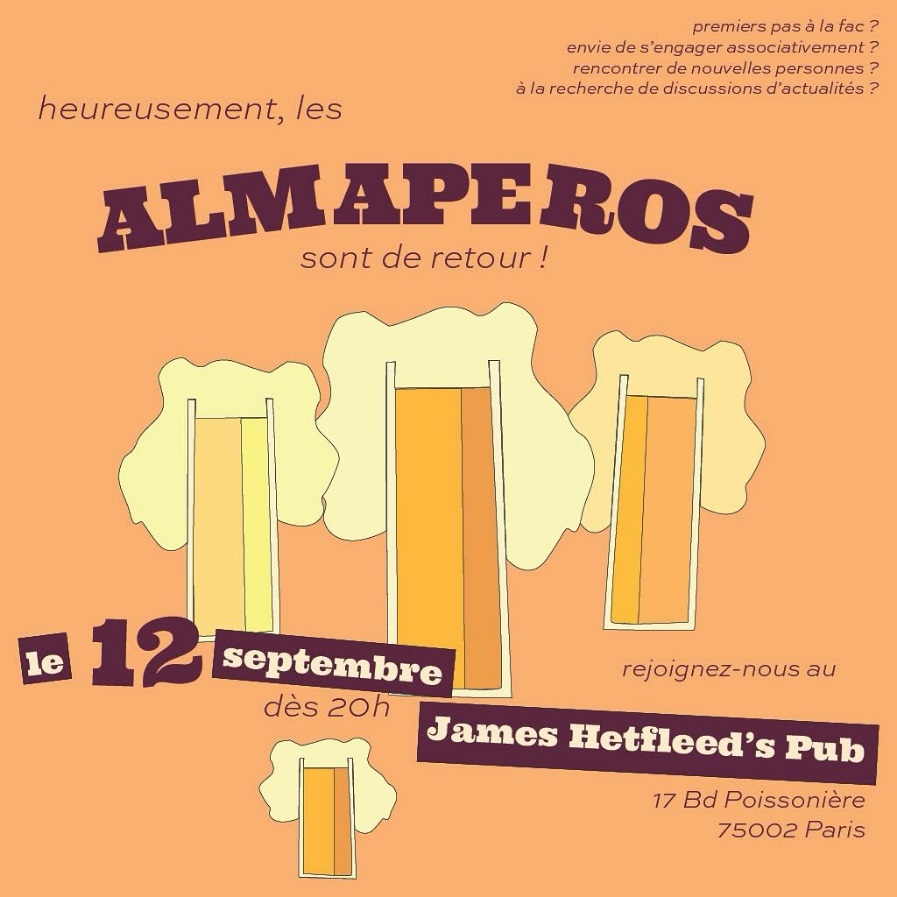 premiers pas à la fac ?
envie de s'engager associativement ?
rencontrer de nouvelles personnes ?
à la recherche de discussions d'actualités ?
heureusement, les
ALMAPEROS
sont de retour !
le 12 septembre
dès 20h
rejoignez-nous au
James Hetfleed's Pub
17 Bd Poissonière
75002 Paris